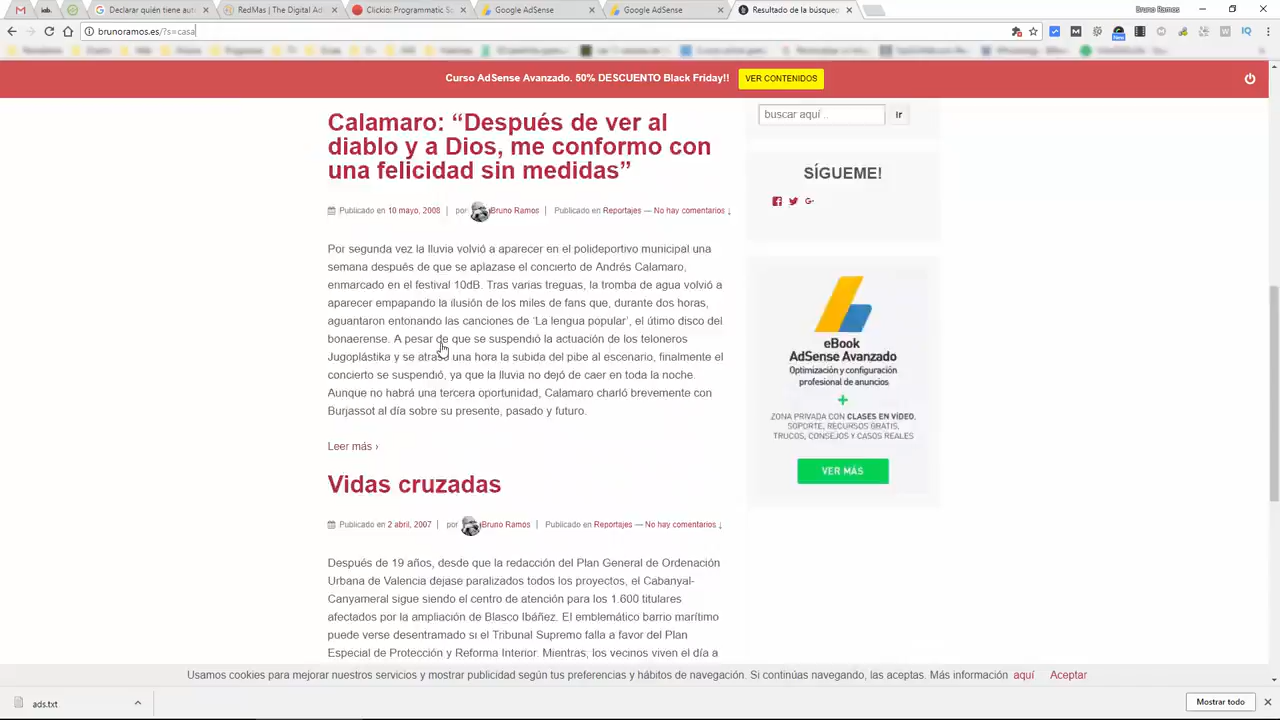 Declarar quién tiene aut
RedMas | The Digital Ad
Clickio: Programmatic S
Google AdSense
Google AdSense
Resultado de la búsque
Bruno Ramos
brunoramos.es/?s=casa
Curso AdSense Avanzado. 50% DESCUENTO Black Friday!!
VER CONTENIDOS
Calamaro: “Después de ver al
diablo y a Dios, me conformo con
una felicidad sin medidas”
Publicado en 10 mayo, 2008 | por Bruno Ramos | Publicado en Reportajes — No hay comentarios ↓
Por segunda vez la lluvia volvió a aparecer en el polideportivo municipal una
semana después de que se aplazase el concierto de Andrés Calamaro,
enmarcado en el festival 10dB. Tras varias treguas, la tromba de agua volvió a
aparecer empapando la ilusión de los miles de fans que, durante dos horas,
aguantaron entonando las canciones de ‘La lengua popular’, el útimo disco del
bonaerense. A pesar de que se suspendió la actuación de los teloneros
Jugoplástika y se atrasó una hora la subida del pibe al escenario, finalmente el
concierto se suspendió, ya que la lluvia no dejó de caer en toda la noche.
Aunque no habrá una tercera oportunidad, Calamaro charló brevemente con
Burjassot al día sobre su presente, pasado y futuro.
Leer más ›
Vidas cruzadas
Publicado en 2 abril, 2007 | por Bruno Ramos | Publicado en Reportajes — No hay comentarios ↓
Después de 19 años, desde que la redacción del Plan General de Ordenación
Urbana de Valencia dejase paralizados todos los proyectos, el Cabanyal-
Canyameral sigue siendo el centro de atención para los 1.600 titulares
afectados por la ampliación de Blasco Ibáñez. El emblemático barrio marítimo
puede verse desentramado si el Tribunal Supremo falla a favor del Plan
Especial de Protección y Reforma Interior. Mientras, los vecinos viven el día a
buscar aquí ..
Ir
SÍGUEME!
eBook
AdSense Avanzado
Optimización y configuración
profesional de anuncios
+
ZONA PRIVADA CON CLASES EN VÍDEO,
SOPORTE, RECURSOS GRATIS,
TRUCOS, CONSEJOS Y CASOS REALES
VER MÁS
Usamos cookies para mejorar nuestros servicios y mostrar publicidad según tus preferencias y hábitos de navegación. Si continúas navegando, las aceptas. Más información aquí Aceptar
ads.txt
Mostrar todo